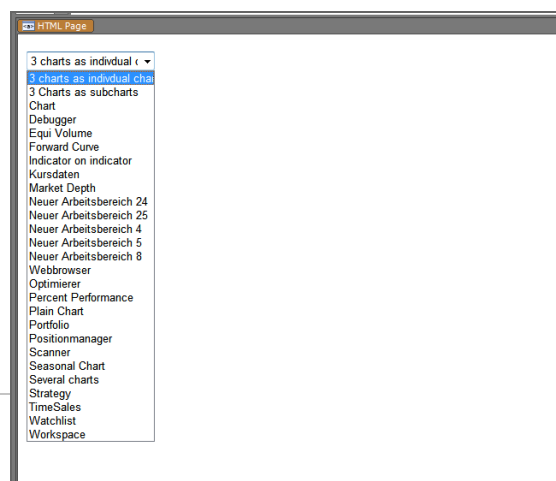 HTML Page
3 charts as indivdual c
3 charts as indivdual char
3 Charts as subcharts
Chart
Debugger
Equi Volume
Forward Curve
Indicator on indicator
Kursdaten
Market Depth
Neuer Arbeitsbereich 24
Neuer Arbeitsbereich 25
Neuer Arbeitsbereich 4
Neuer Arbeitsbereich 5
Neuer Arbeitsbereich 8
Webbrowser
Optimierer
Percent Performance
Plain Chart
Portfolio
Positionmanager
Scanner
Seasonal Chart
Several charts
Strategy
TimeSales
Watchlist
Workspace